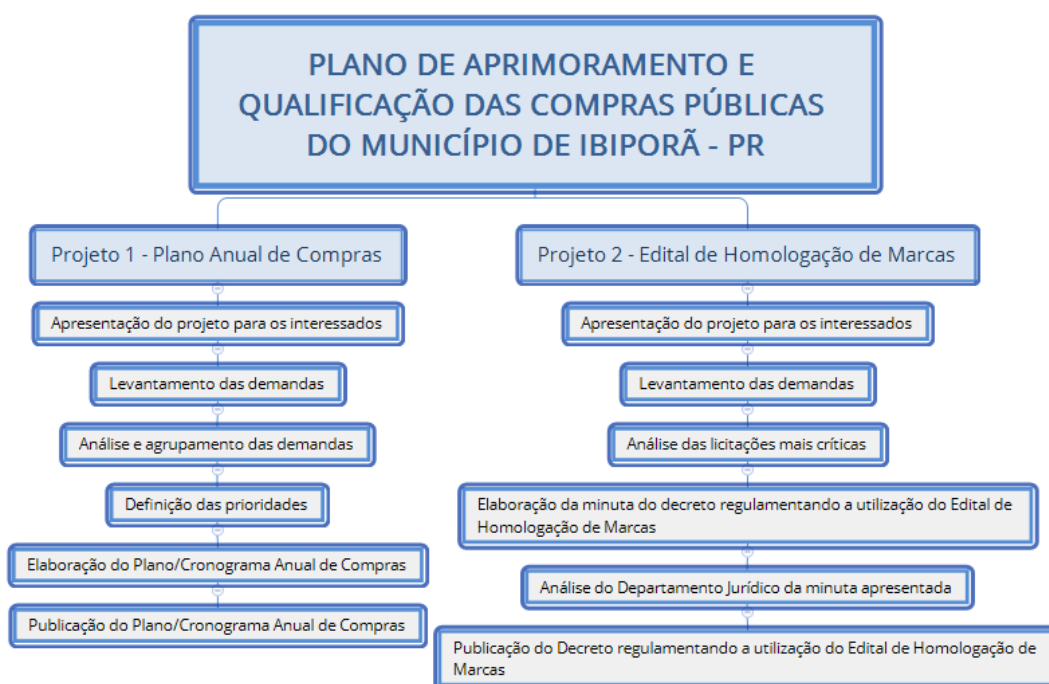 PLANO DE APRIMORAMENTO E
QUALIFICAÇÃO DAS COMPRAS PÚBLICAS
DO MUNICÍPIO DE IBIPORÃ - PR
Projeto 1 - Plano Anual de Compras
Apresentação do projeto para os interessados
Levantamento das demandas
Análise e agrupamento das demandas
Definição das prioridades
Elaboração do Plano/Cronograma Anual de Compras
Publicação do Plano/Cronograma Anual de Compras
Projeto 2 - Edital de Homologação de Marcas
Apresentação do projeto para os interessados
Levantamento das demandas
Análise das licitações mais críticas
Elaboração da minuta do decreto regulamentando a utilização do Edital de
Homologação de Marcas
Análise do Departamento Jurídico da minuta apresentada
Publicação do Decreto regulamentando a utilização do Edital de Homologação de
Marcas